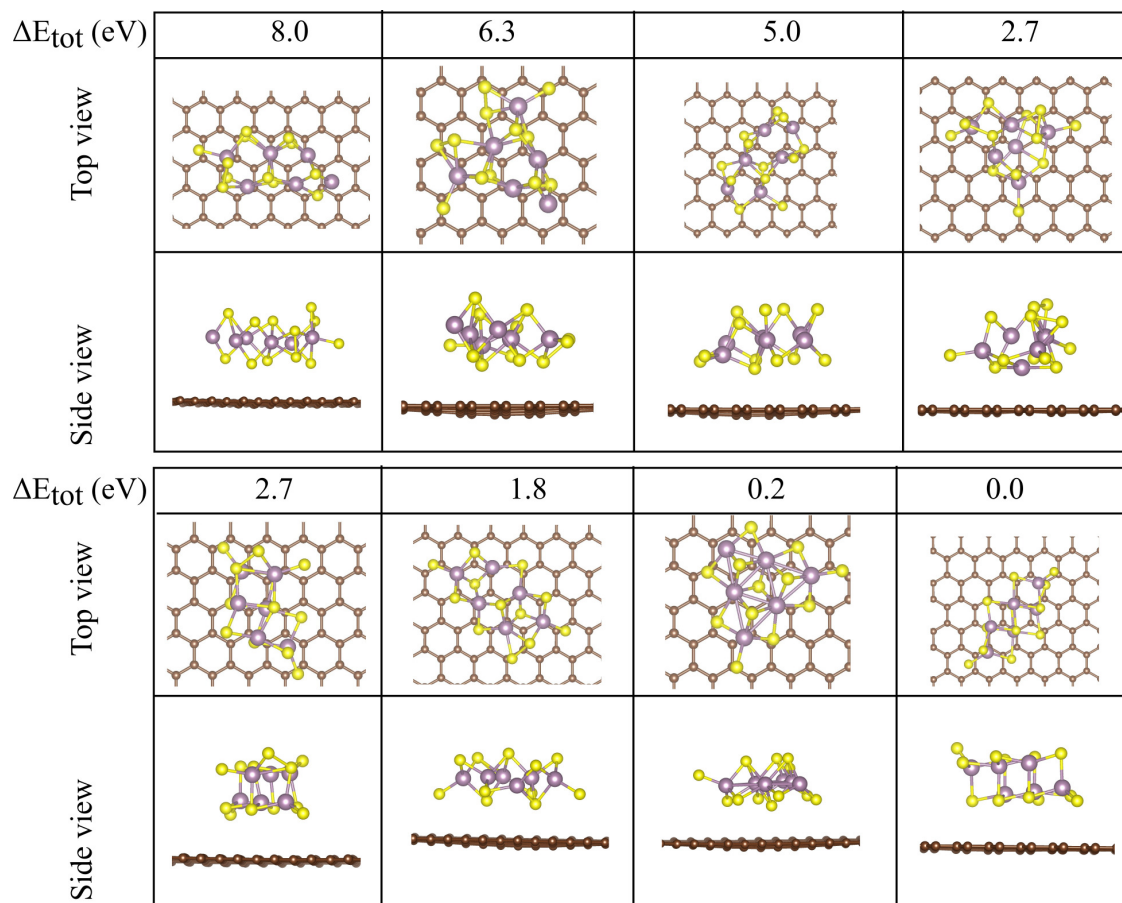 ΔEtot (eV) 8.0 6.3 5.0 2.7
Top view
Side view
ΔEtot (eV) 2.7 1.8 0.2 0.0
Top view
Side view